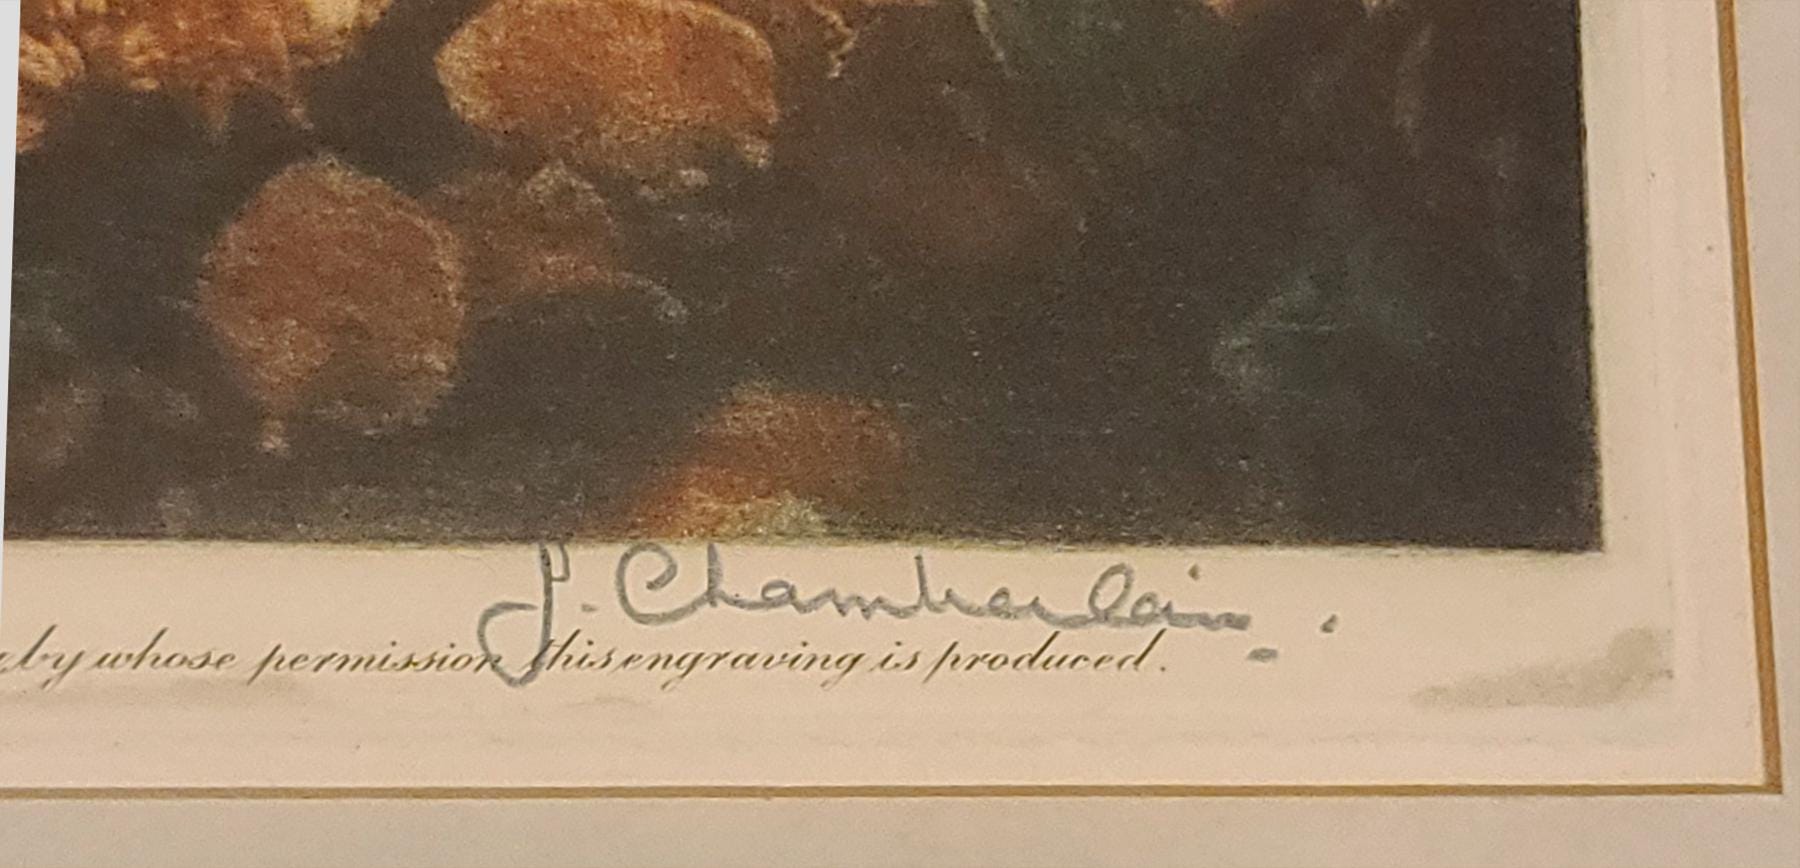 J. Chamberlain.
by whose permission this engraving is produced.